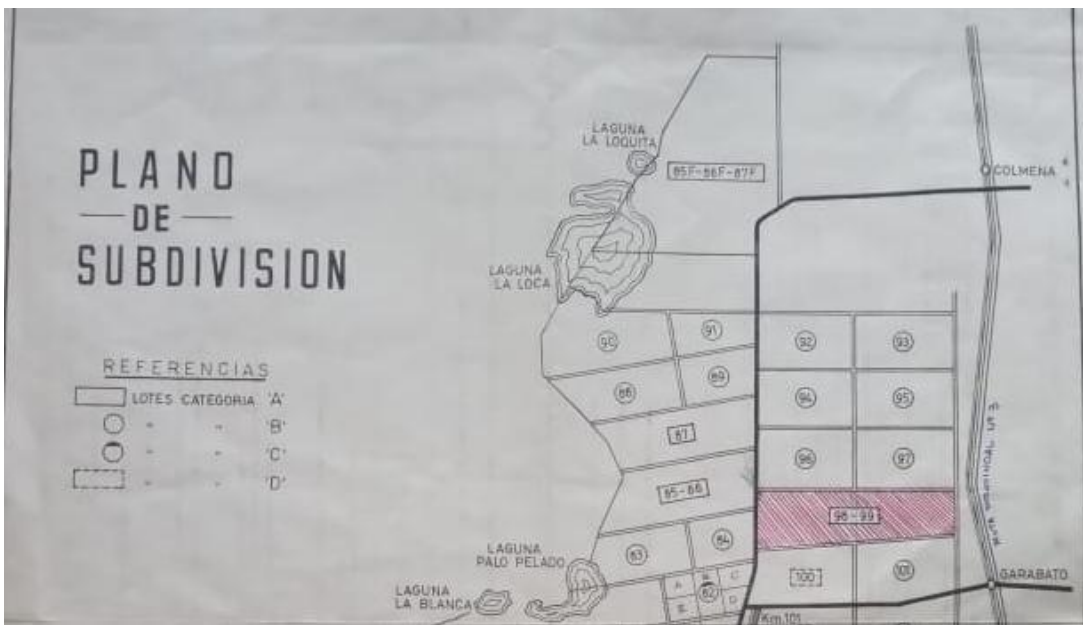 PLANO
DE
SUBDIVISION
REFERENCIAS
LOTES CATEGORIA 'A'
" " 'B'
" " 'C'
" " 'D'
LAGUNA
LA LOQUITA
85F-86F-87F
COLMENA
LAGUNA
LA LOCA
90
91
92
93
88
89
94
95
87
96
97
85-86
98-99
LAGUNA
PALO PELADO
83
84
100
101
GARABATO
LAGUNA
LA BLANCA
A
B
C
82
E
D
Km.101